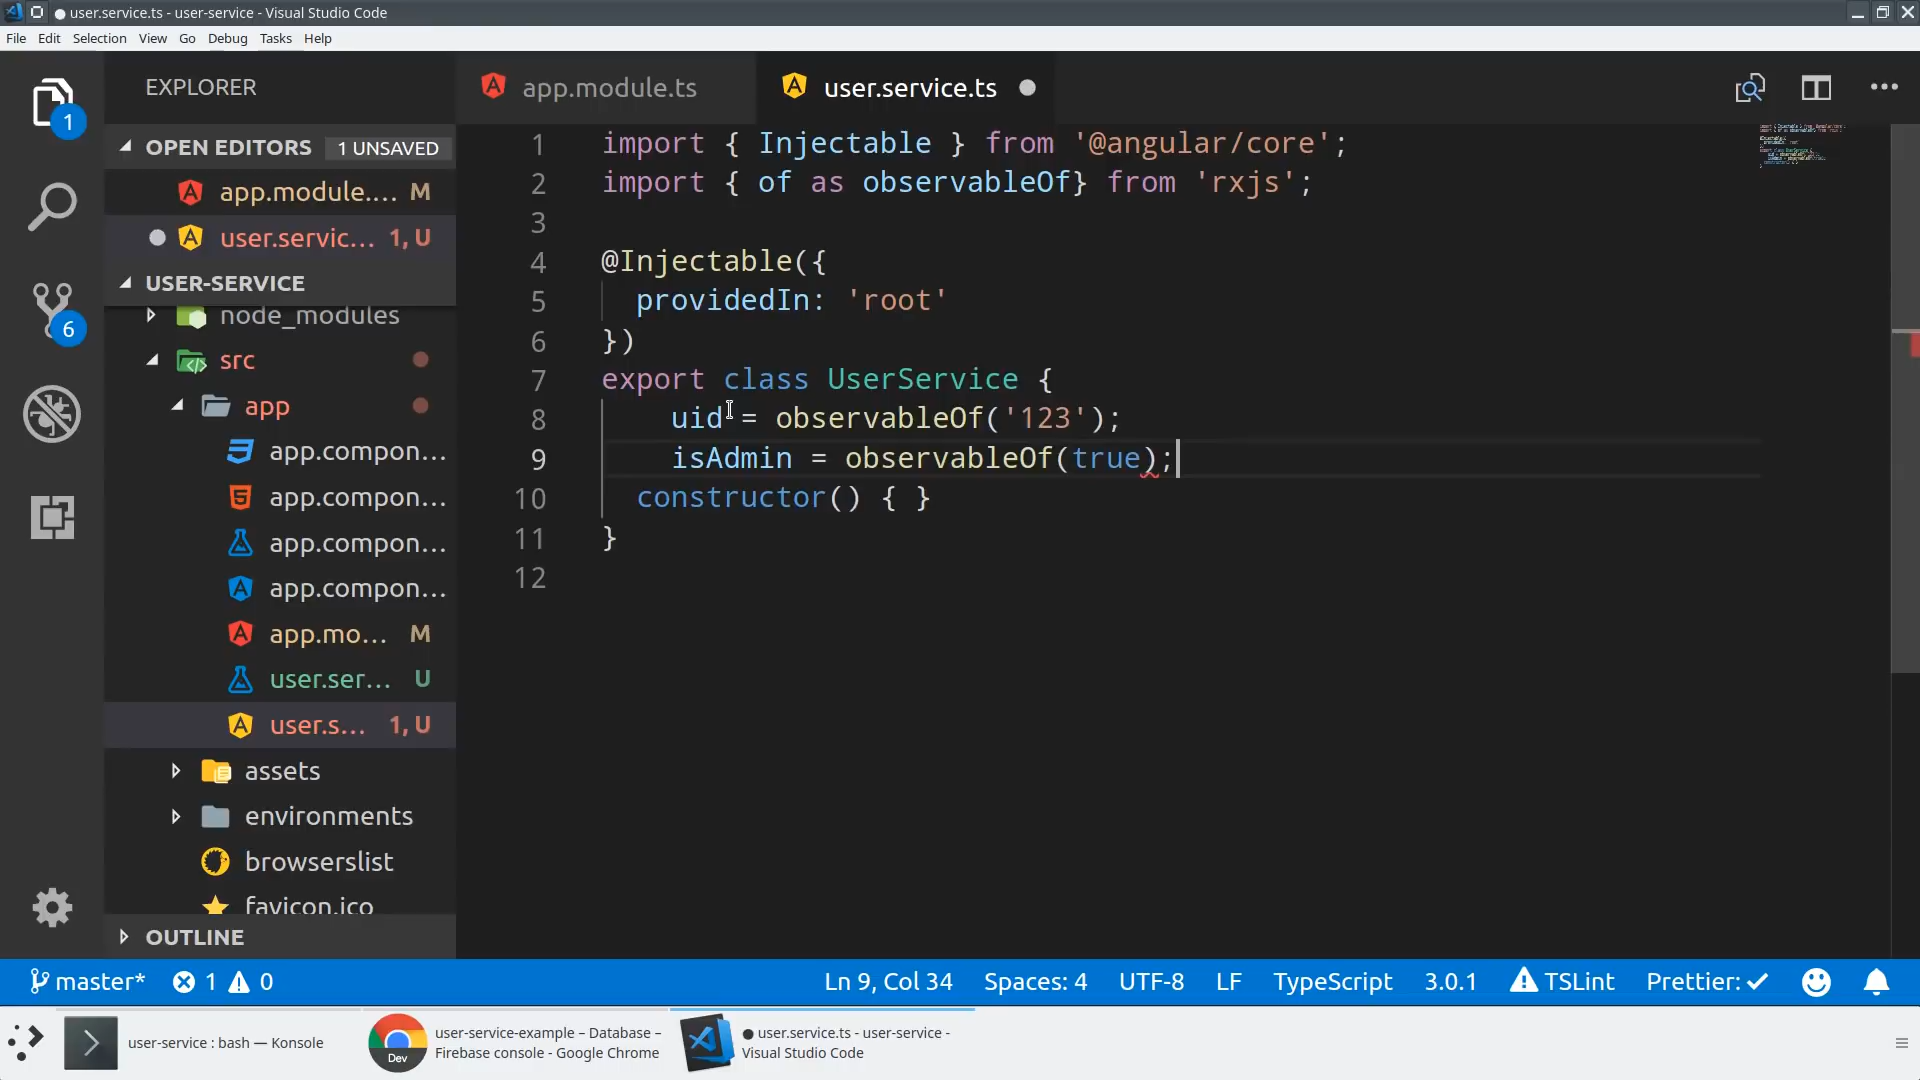 user.service.ts - user-service - Visual Studio Code
File Edit Selection View Go Debug Tasks Help
EXPLORER
app.module.ts
user.service.ts
1
OPEN EDITORS 1 UNSAVED
app.module.... M
user.servic... 1, U
USER-SERVICE
node_modules
6
src
app
app.compon...
app.compon...
app.compon...
app.compon...
app.mo... M
user.ser... U
user.s... 1, U
assets
environments
browserslist
favicon.ico
OUTLINE
1 import { Injectable } from '@angular/core';
2 import { of as observableOf} from 'rxjs';
3
4 @Injectable({
5 providedIn: 'root'
6 })
7 export class UserService {
8 uid = observableOf('123');
9 isAdmin = observableOf(true);
10 constructor() { }
11 }
12
master* 1 0 Ln 9, Col 34 Spaces: 4 UTF-8 LF TypeScript 3.0.1 TSLint Prettier: ✓
user-service : bash — Konsole
Dev
user-service-example – Database –
Firebase console - Google Chrome
user.service.ts - user-service -
Visual Studio Code